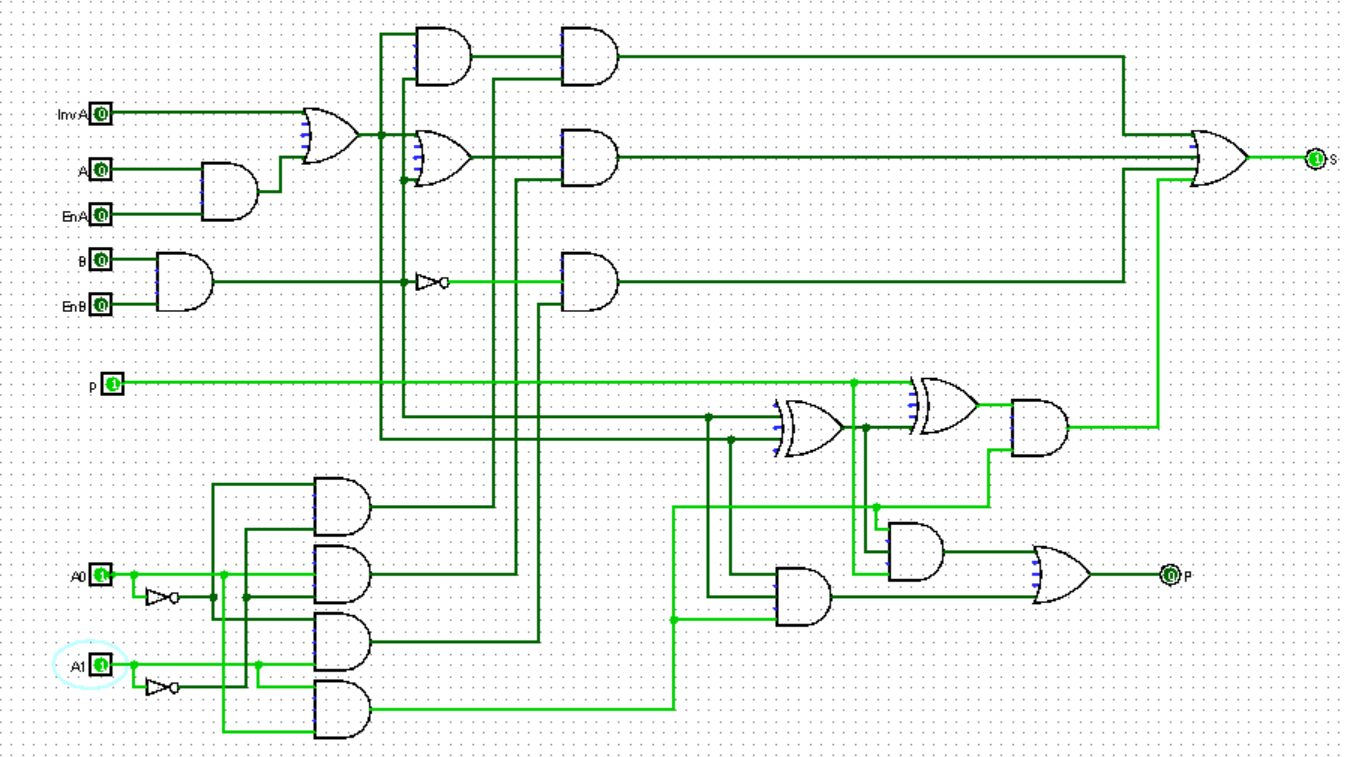 InvA 0
A 0
EnA 0
B 0
EnB 0
p 1
A0 1
A1 1
1 S
0 P